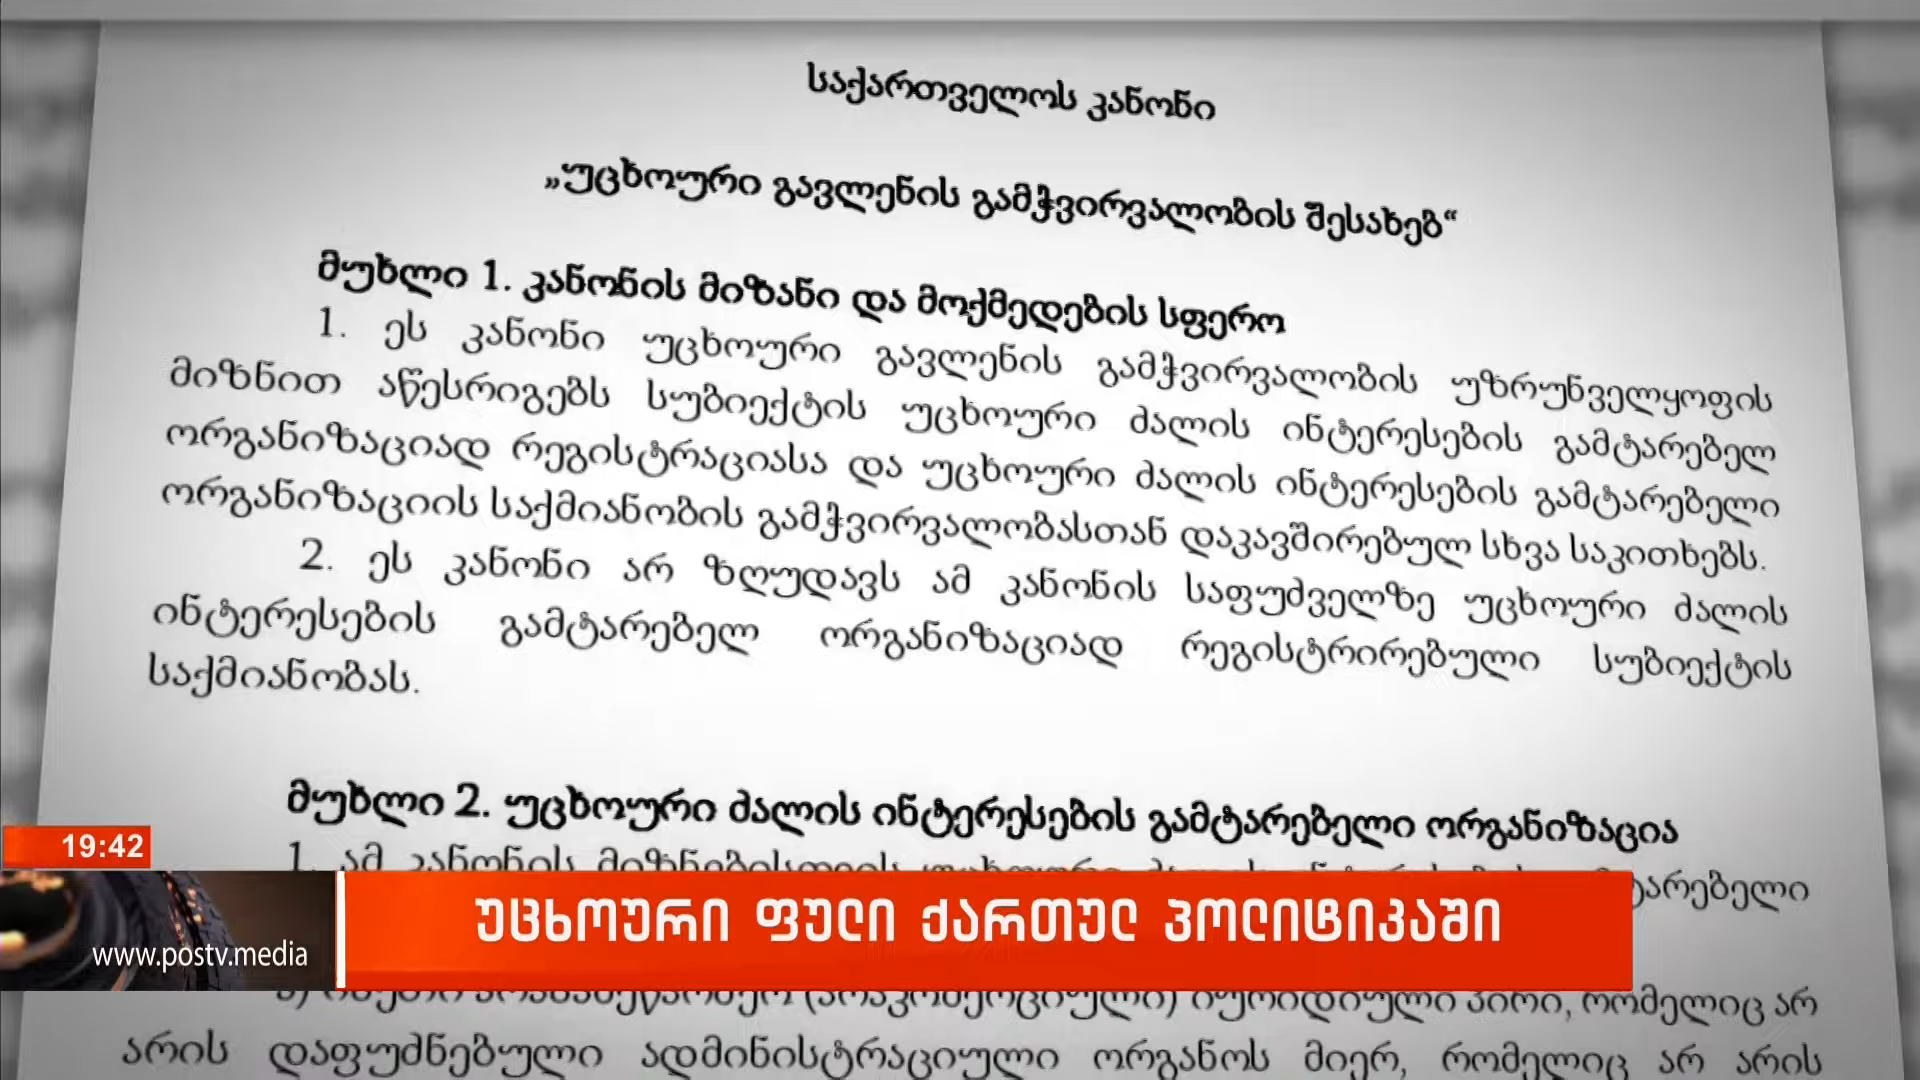 საქართველოს კანონი
„უცხოური გავლენის გამჭვირვალობის შესახებ“
მუხლი 1. კანონის მიზანი და მოქმედების სფერო
1. ეს კანონი უცხოური გავლენის გამჭვირვალობის უზრუნველყოფის
მიზნით აწესრიგებს სუბიექტის უცხოური ძალის ინტერესების გამტარებელ
ორგანიზაციად რეგისტრაციასა და უცხოური ძალის ინტერესების გამტარებელი
ორგანიზაციის საქმიანობის გამჭვირვალობასთან დაკავშირებულ სხვა საკითხებს.
2. ეს კანონი არ ზღუდავს ამ კანონის საფუძველზე უცხოური ძალის
ინტერესების გამტარებელ ორგანიზაციად რეგისტრირებული სუბიექტის
საქმიანობას.
მუხლი 2. უცხოური ძალის ინტერესების გამტარებელი ორგანიზაცია
19:42
1. ამ კანონის მიზნებისთვის
www.postv.media
უცხოური ფული ქართულ პოლიტიკაში
იურიდიული პირი, რომელიც არ
არის დაფუძნებული ადმინისტრაციული ორგანოს მიერ, რომელიც არ არის